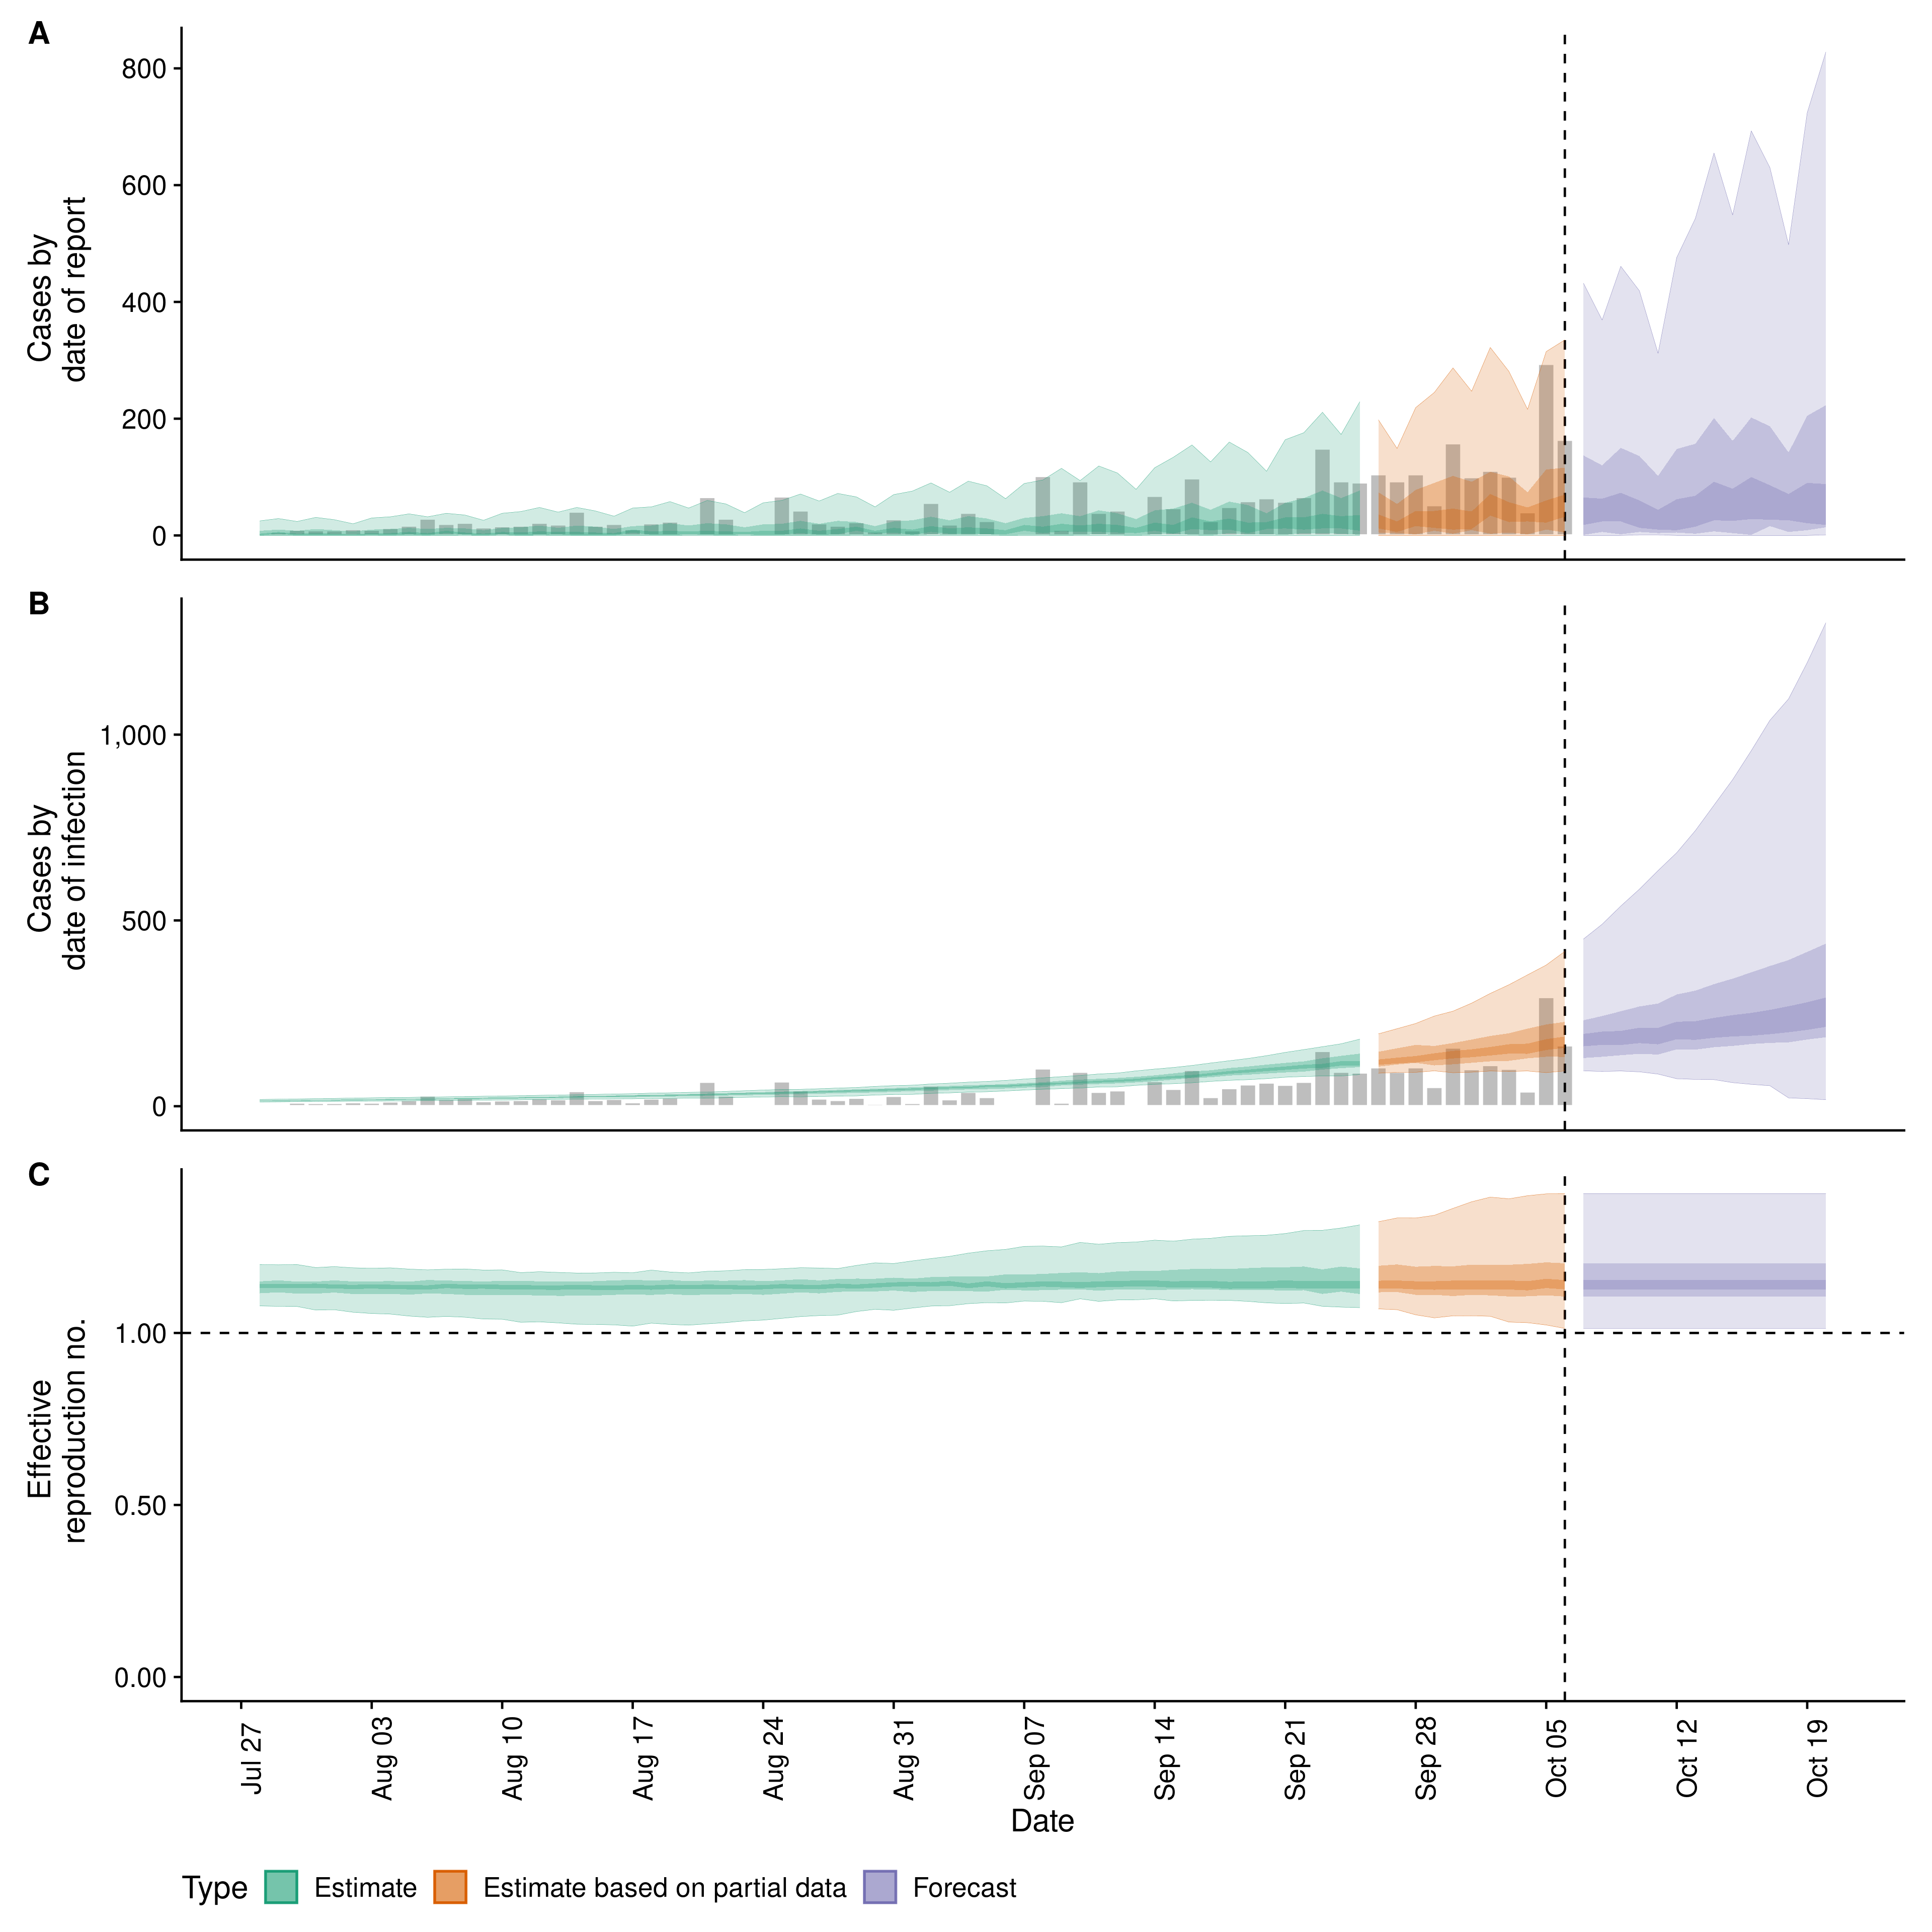 A
800
600
400
200
0
Cases by
date of report
B
1,000
500
0
Cases by
date of infection
C
1.00
0.50
0.00
Effective
reproduction no.
Jul 27
Aug 03
Aug 10
Aug 17
Aug 24
Aug 31
Sep 07
Sep 14
Sep 21
Sep 28
Oct 05
Oct 12
Oct 19
Date
Type
Estimate
Estimate based on partial data
Forecast